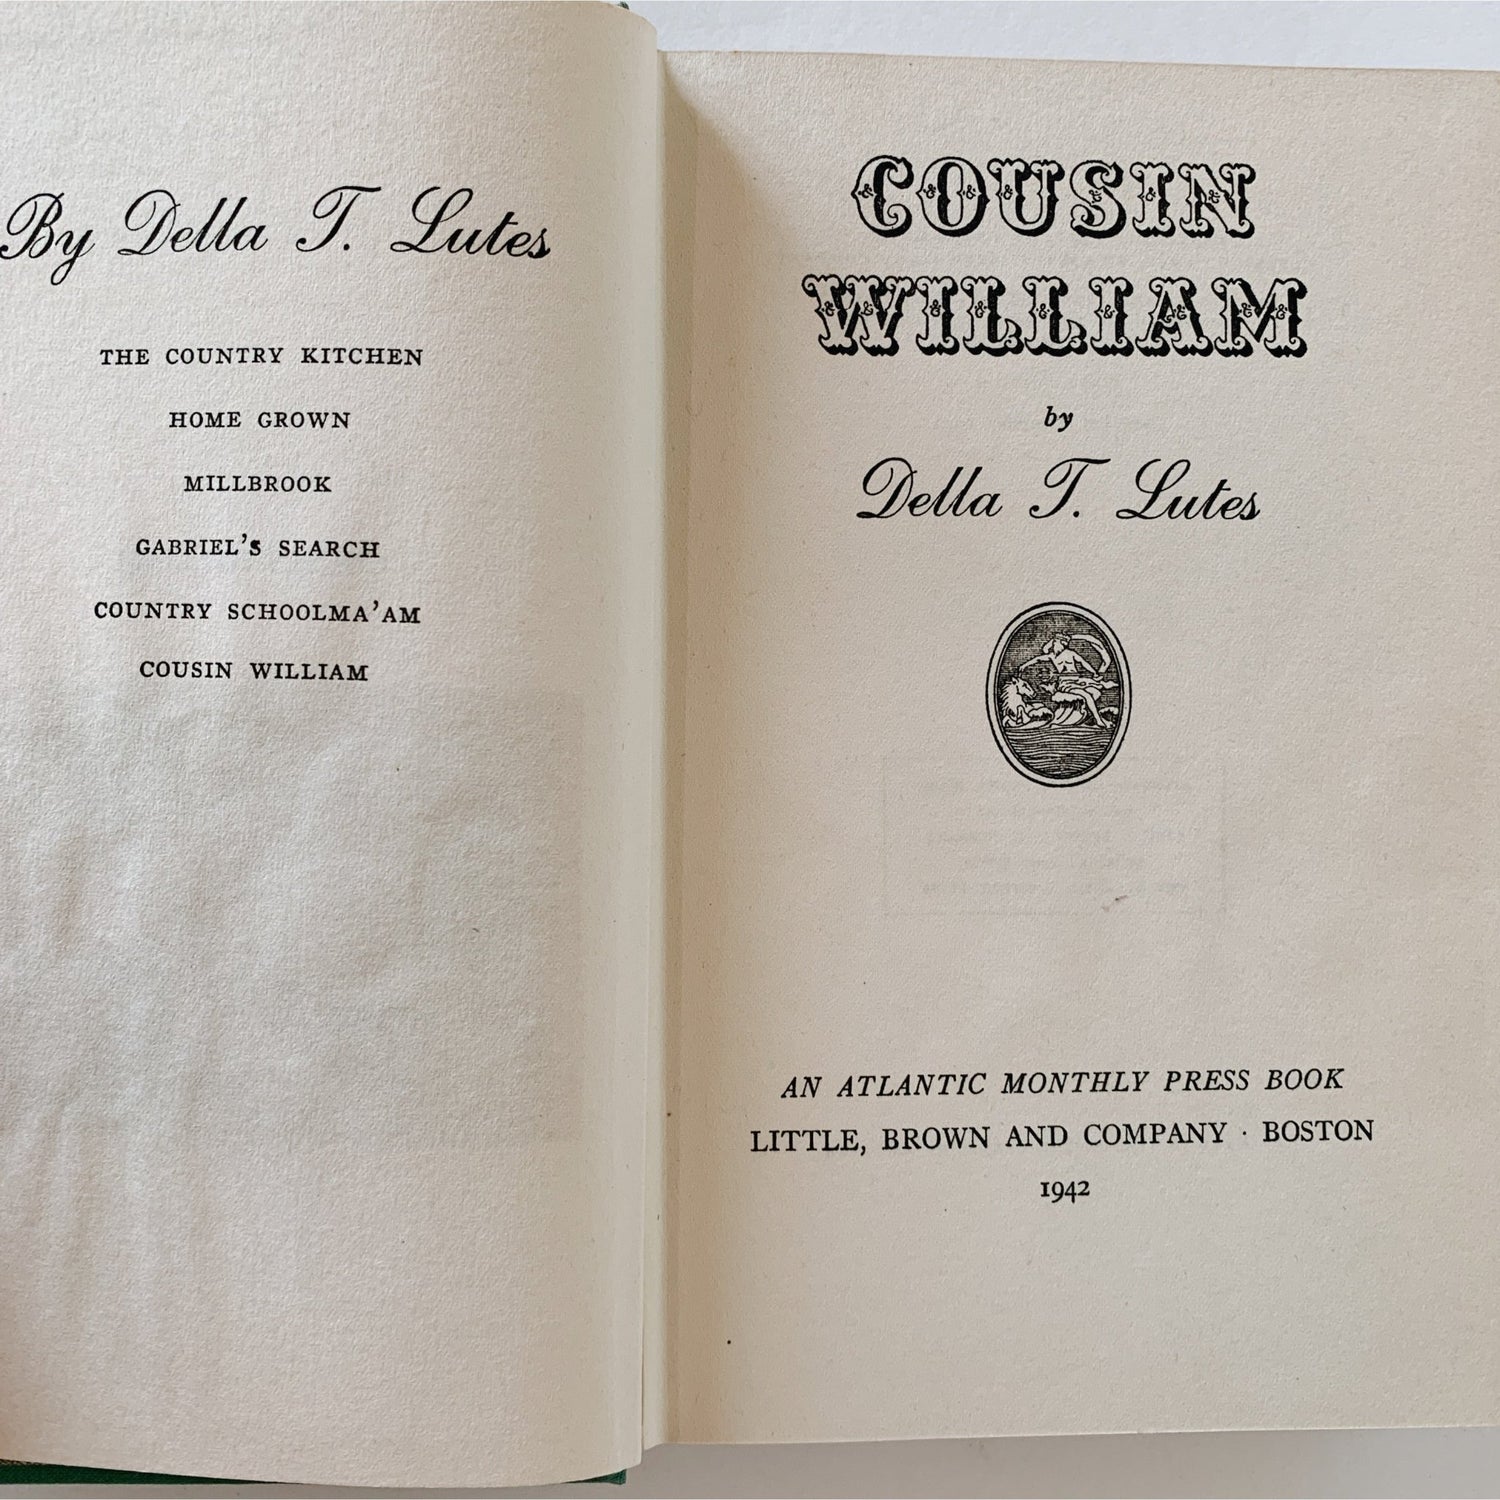 By Della T. Lutes
THE COUNTRY KITCHEN
HOME GROWN
MILLBROOK
GABRIEL'S SEARCH
COUNTRY SCHOOLMA'AM
COUSIN WILLIAM
COUSIN
WILLIAM
by
Della T. Lutes
AN ATLANTIC MONTHLY PRESS BOOK
LITTLE, BROWN AND COMPANY · BOSTON
1942